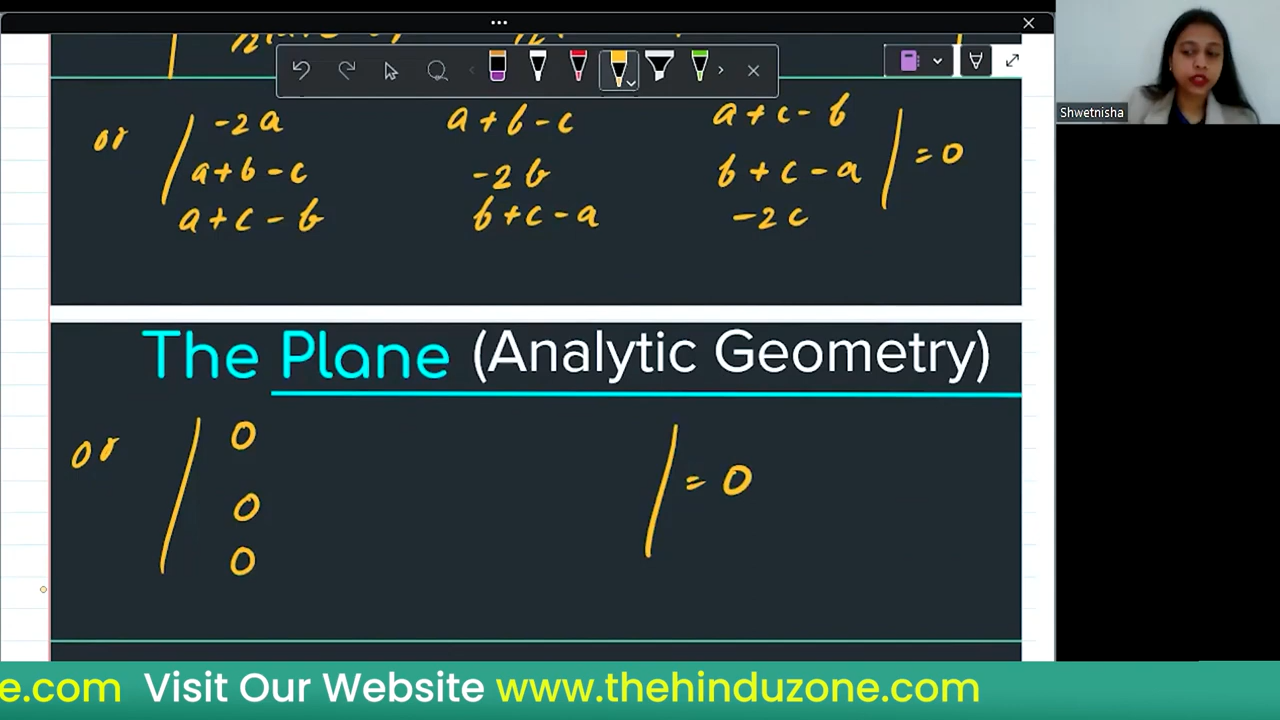 Shwetnisha
or | -2a a+b-c a+c-b | = 0
a+b-c -2b b+c-a
a+c-b b+c-a -2c
The Plane (Analytic Geometry)
or | 0 | = 0
0
0
e.com Visit Our Website www.thehinduzone.com